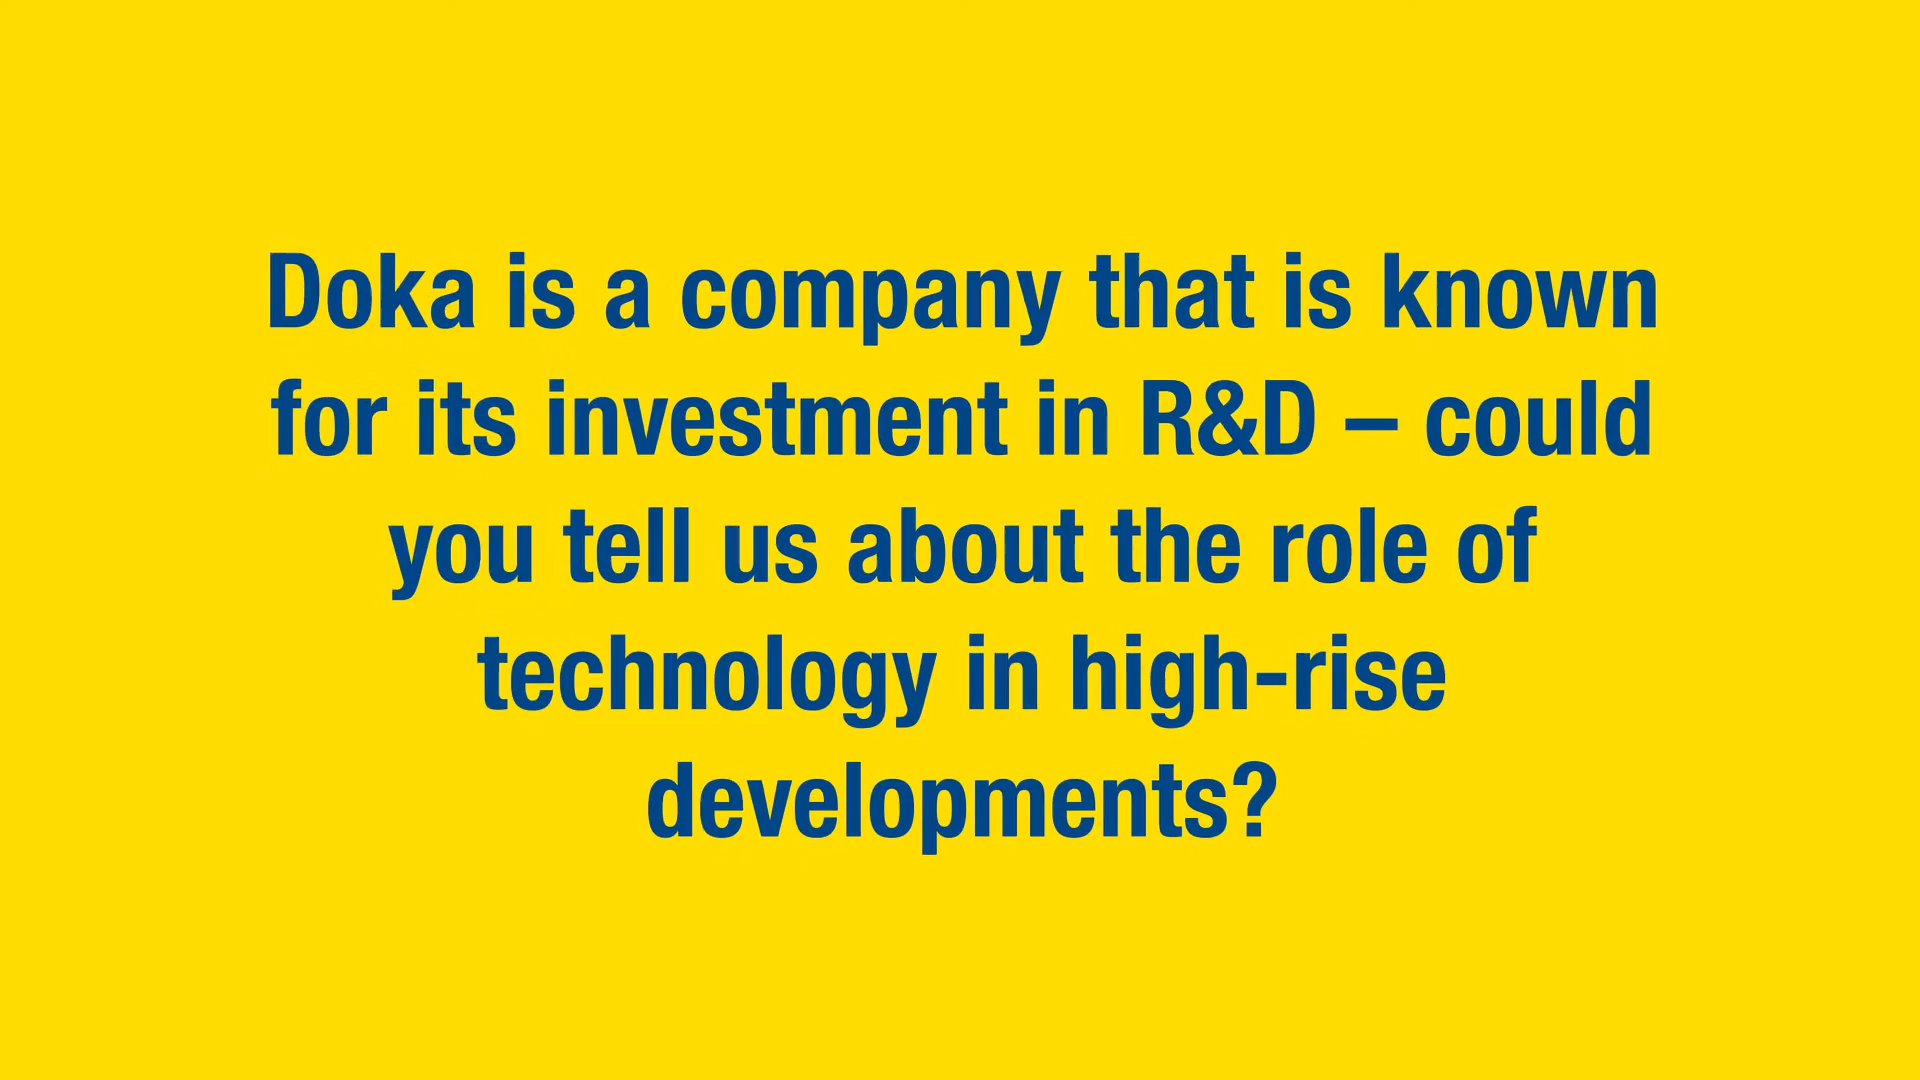 Doka is a company that is known
for its investment in R&D – could
you tell us about the role of
technology in high-rise
developments?